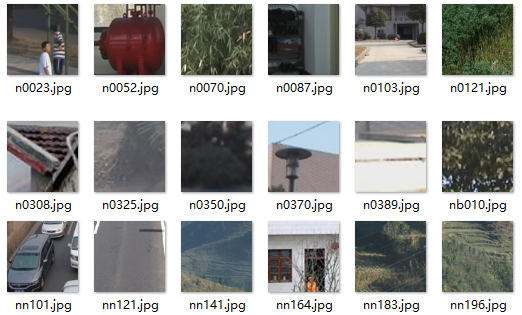 n0023.jpg n0052.jpg n0070.jpg n0087.jpg n0103.jpg n0121.jpg
n0308.jpg n0325.jpg n0350.jpg n0370.jpg n0389.jpg nb010.jpg
nn101.jpg nn121.jpg nn141.jpg nn164.jpg nn183.jpg nn196.jpg